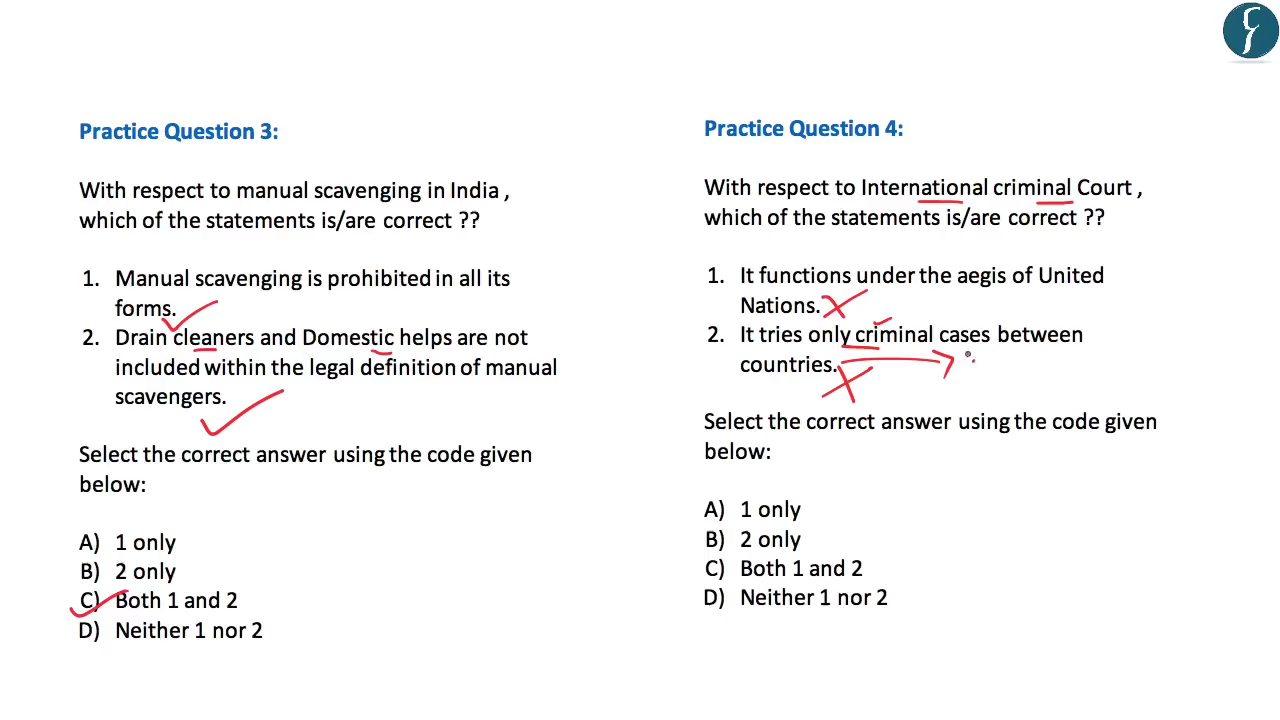 Practice Question 3:
With respect to manual scavenging in India ,
which of the statements is/are correct ??
1. Manual scavenging is prohibited in all its
forms.
2. Drain cleaners and Domestic helps are not
included within the legal definition of manual
scavengers.
Select the correct answer using the code given
below:
A) 1 only
B) 2 only
C) Both 1 and 2
D) Neither 1 nor 2
Practice Question 4:
With respect to International criminal Court ,
which of the statements is/are correct ??
1. It functions under the aegis of United
Nations.
2. It tries only criminal cases between
countries.
Select the correct answer using the code given
below:
A) 1 only
B) 2 only
C) Both 1 and 2
D) Neither 1 nor 2